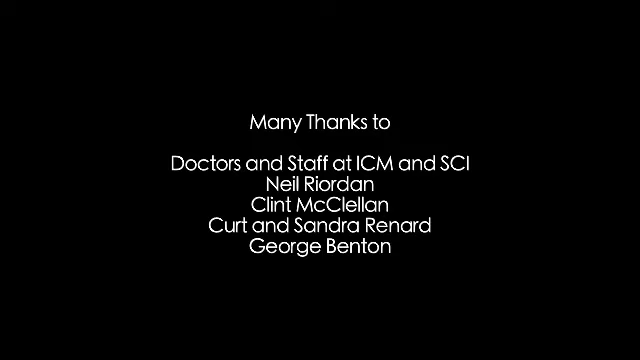 Many Thanks to
Doctors and Staff at ICM and SCI
Neil Riordan
Clint McClellan
Curt and Sandra Renard
George Benton